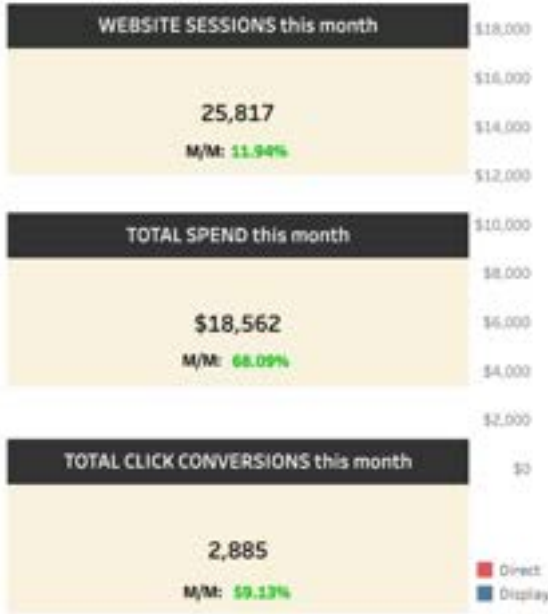 WEBSITE SESSIONS this month
25,817
M/M: 11.94%
TOTAL SPEND this month
$18,562
M/M: 68.09%
TOTAL CLICK CONVERSIONS this month
2,885
M/M: 59.13%
$18,000
$16,000
$14,000
$12,000
$10,000
$8,000
$6,000
$4,000
$2,000
$0
Direct
Display